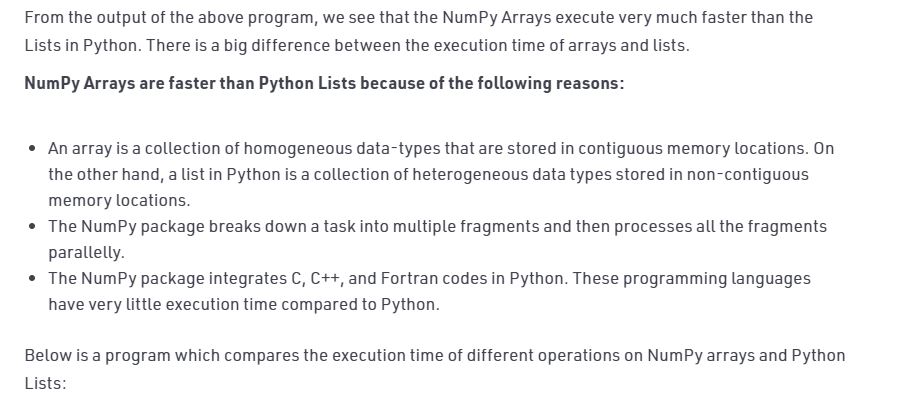 From the output of the above program, we see that the NumPy Arrays execute very much faster than the
Lists in Python. There is a big difference between the execution time of arrays and lists.
NumPy Arrays are faster than Python Lists because of the following reasons:
• An array is a collection of homogeneous data-types that are stored in contiguous memory locations. On
the other hand, a list in Python is a collection of heterogeneous data types stored in non-contiguous
memory locations.
• The NumPy package breaks down a task into multiple fragments and then processes all the fragments
parallelly.
• The NumPy package integrates C, C++, and Fortran codes in Python. These programming languages
have very little execution time compared to Python.
Below is a program which compares the execution time of different operations on NumPy arrays and Python
Lists: